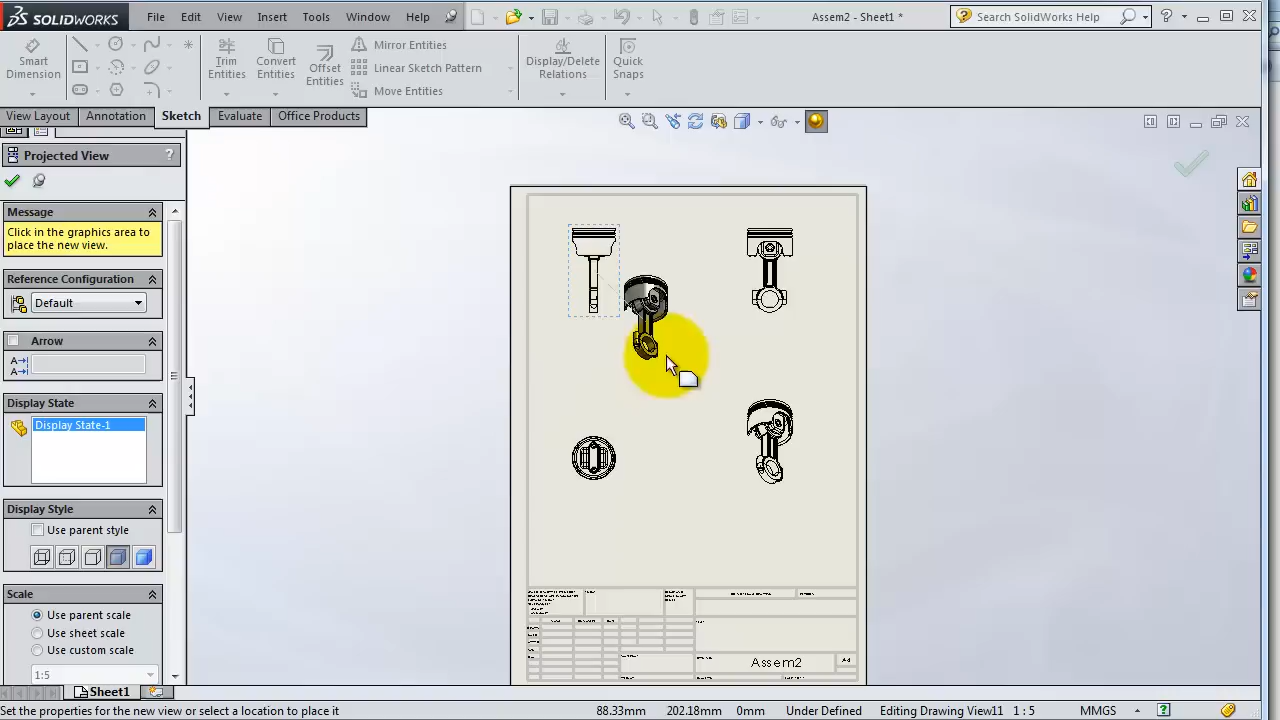 SOLIDWORKS File Edit View Insert Tools Window Help Assem2 - Sheet1 * Search SolidWorks Help
Smart Dimension
Trim Entities
Convert Entities
Offset Entities
Mirror Entities
Linear Sketch Pattern
Move Entities
Display/Delete Relations
Quick Snaps
View Layout Annotation Sketch Evaluate Office Products
Projected View ?
Message
Click in the graphics area to
place the new view.
Reference Configuration
Default
Arrow
Display State
Display State-1
Display Style
Use parent style
Scale
Use parent scale
Use sheet scale
Use custom scale
1:5
Assem2
A4
Sheet1
Set the properties for the new view or select a location to place it 88.33mm 202.18mm 0mm Under Defined Editing Drawing View11 1 : 5 MMGS ?